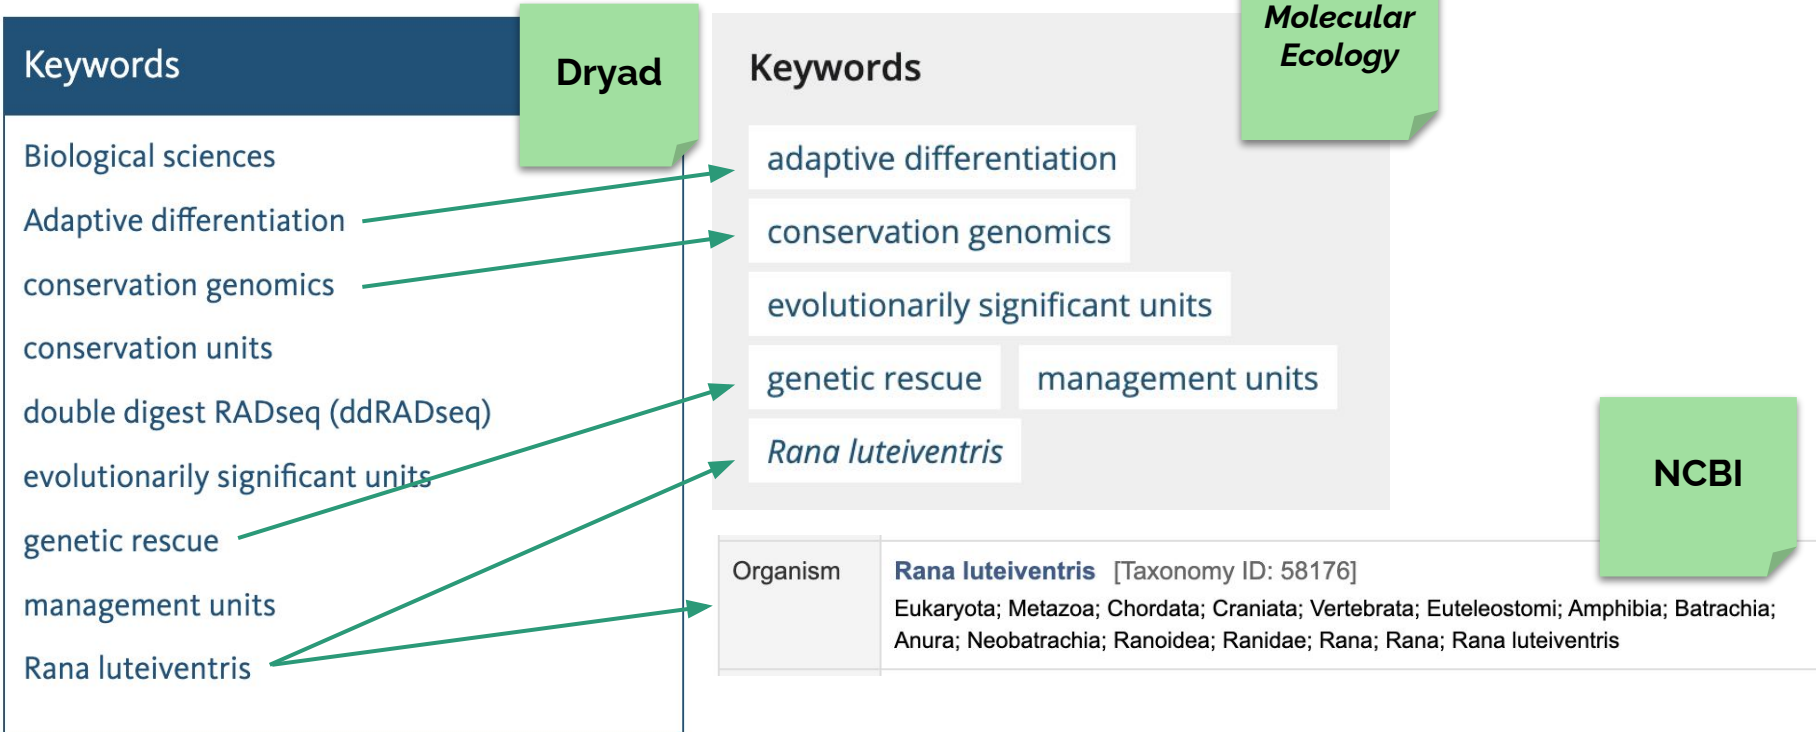 Keywords
Dryad
Biological sciences
Adaptive differentiation
conservation genomics
conservation units
double digest RADseq (ddRADseq)
evolutionarily significant units
genetic rescue
management units
Rana luteiventris
Molecular
Ecology
Keywords
adaptive differentiation
conservation genomics
evolutionarily significant units
genetic rescue management units
Rana luteiventris
NCBI
Organism Rana luteiventris [Taxonomy ID: 58176]
Eukaryota; Metazoa; Chordata; Craniata; Vertebrata; Euteleostomi; Amphibia; Batrachia;
Anura; Neobatrachia; Ranoidea; Ranidae; Rana; Rana; Rana luteiventris